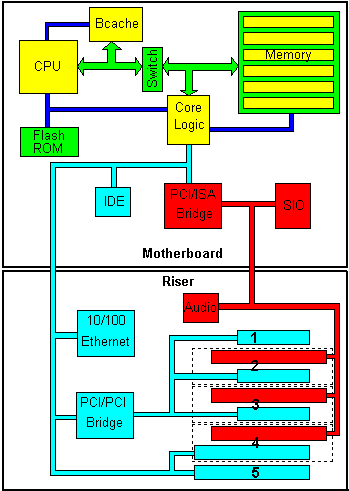 Bcache
CPU
Switch
Memory
Core
Logic
Flash
ROM
IDE
PCI/ISA
Bridge
SIO
Motherboard
Riser
Audio
10/100
Ethernet
1
2
PCI/PCI
Bridge
3
4
5